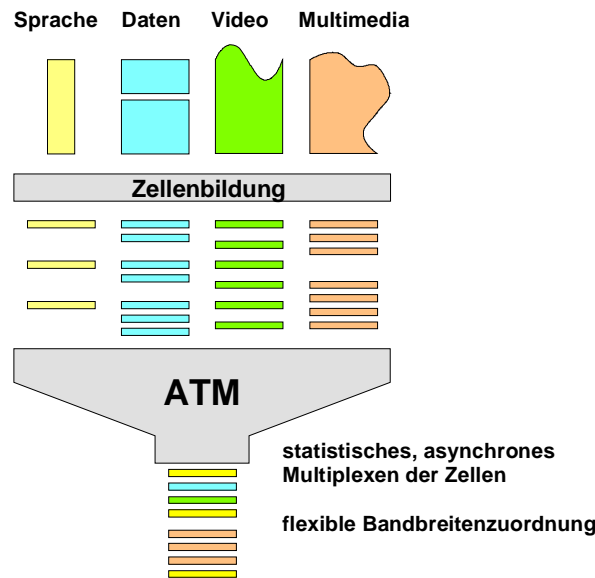 Sprache Daten Video Multimedia
Zellenbildung
ATM
statistisches, asynchrones
Multiplexen der Zellen
flexible Bandbreitenzuordnung